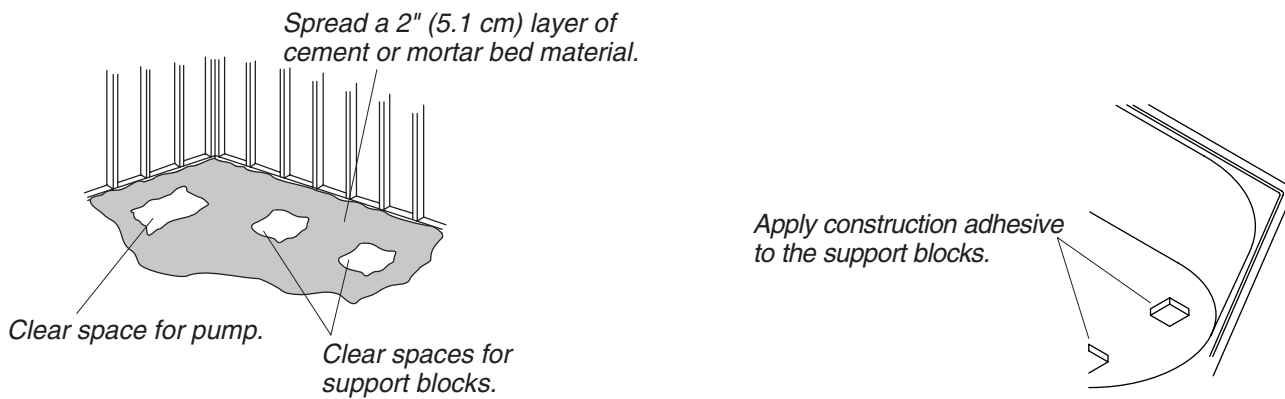 Spread a 2" (5.1 cm) layer of
cement or mortar bed material.
Clear space for pump.
Clear spaces for
support blocks.
Apply construction adhesive
to the support blocks.